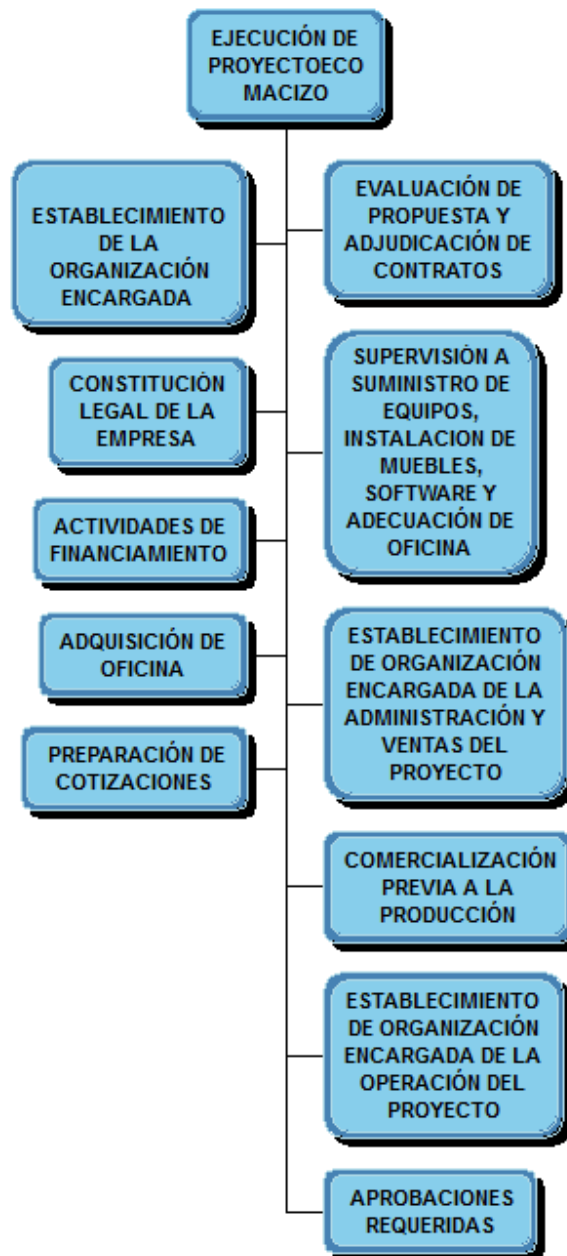 EJECUCIÓN DE
PROYECTOECO
MACIZO
ESTABLECIMIENTO
DE LA
ORGANIZACIÓN
ENCARGADA
CONSTITUCIÓN
LEGAL DE LA
EMPRESA
ACTIVIDADES DE
FINANCIAMIENTO
ADQUISICIÓN DE
OFICINA
PREPARACIÓN DE
COTIZACIONES
EVALUACIÓN DE
PROPUESTA Y
ADJUDICACIÓN DE
CONTRATOS
SUPERVISIÓN A
SUMINISTRO DE
EQUIPOS,
INSTALACION DE
MUEBLES,
SOFTWARE Y
ADECUACIÓN DE
OFICINA
ESTABLECIMIENTO
DE ORGANIZACIÓN
ENCARGADA DE LA
ADMINISTRACIÓN Y
VENTAS DEL
PROYECTO
COMERCIALIZACIÓN
PREVIA A LA
PRODUCCIÓN
ESTABLECIMIENTO
DE ORGANIZACIÓN
ENCARGADA DE LA
OPERACIÓN DEL
PROYECTO
APROBACIONES
REQUERIDAS